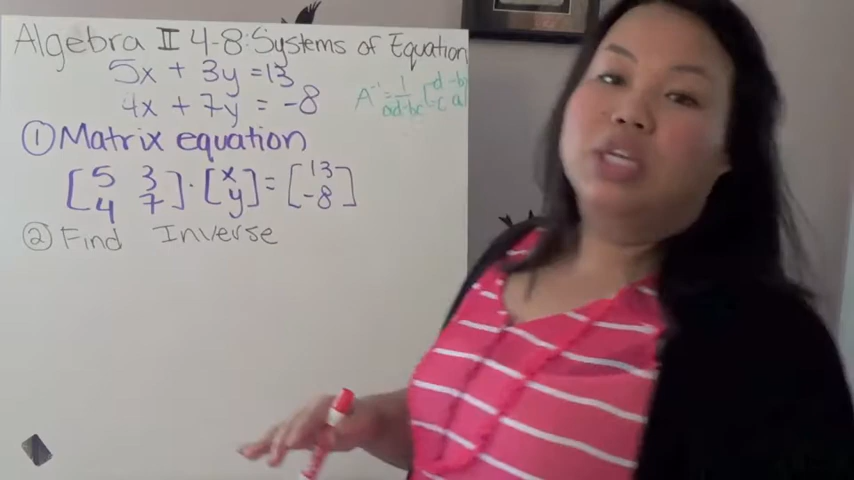 Algebra II 4-8: Systems of Equation
5x + 3y = 13
4x + 7y = -8
A⁻¹ = 1/ad-bc [d -b
-c a]
① Matrix equation
[5 3] · [x] = [13]
[4 7] [y] [-8]
② Find Inverse